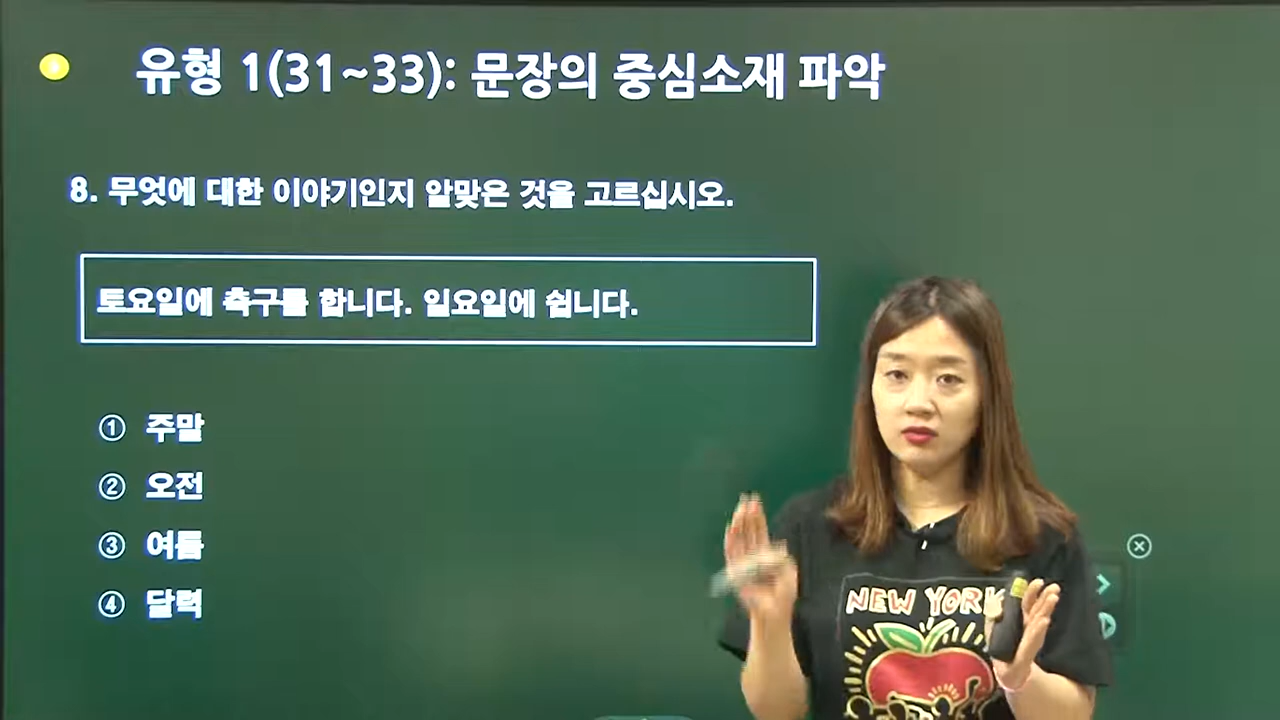 유형 1(31~33): 문장의 중심소재 파악
8. 무엇에 대한 이야기인지 알맞은 것을 고르십시오.
토요일에 축구를 합니다. 일요일에 쉽니다.
① 주말
② 오전
③ 여름
④ 달력
NEW YORK